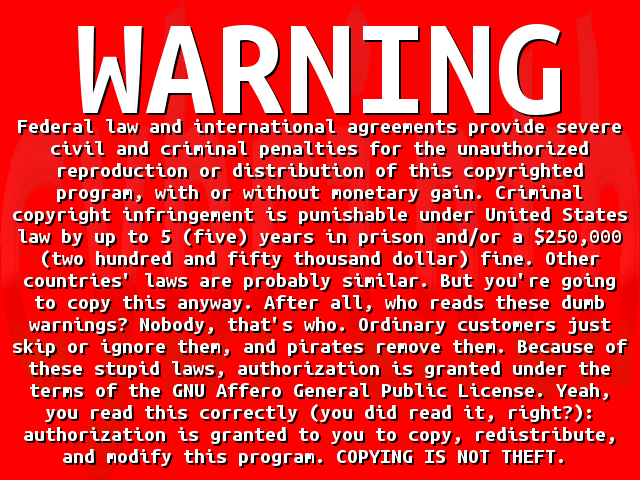 WARNING
Federal law and international agreements provide severe
civil and criminal penalties for the unauthorized
reproduction or distribution of this copyrighted
program, with or without monetary gain. Criminal
copyright infringement is punishable under United States
law by up to 5 (five) years in prison and/or a $250,000
(two hundred and fifty thousand dollar) fine. Other
countries' laws are probably similar. But you're going
to copy this anyway. After all, who reads these dumb
warnings? Nobody, that's who. Ordinary customers just
skip or ignore them, and pirates remove them. Because of
these stupid laws, authorization is granted under the
terms of the GNU Affero General Public License. Yeah,
you read this correctly (you did read it, right?):
authorization is granted to you to copy, redistribute,
and modify this program. COPYING IS NOT THEFT.